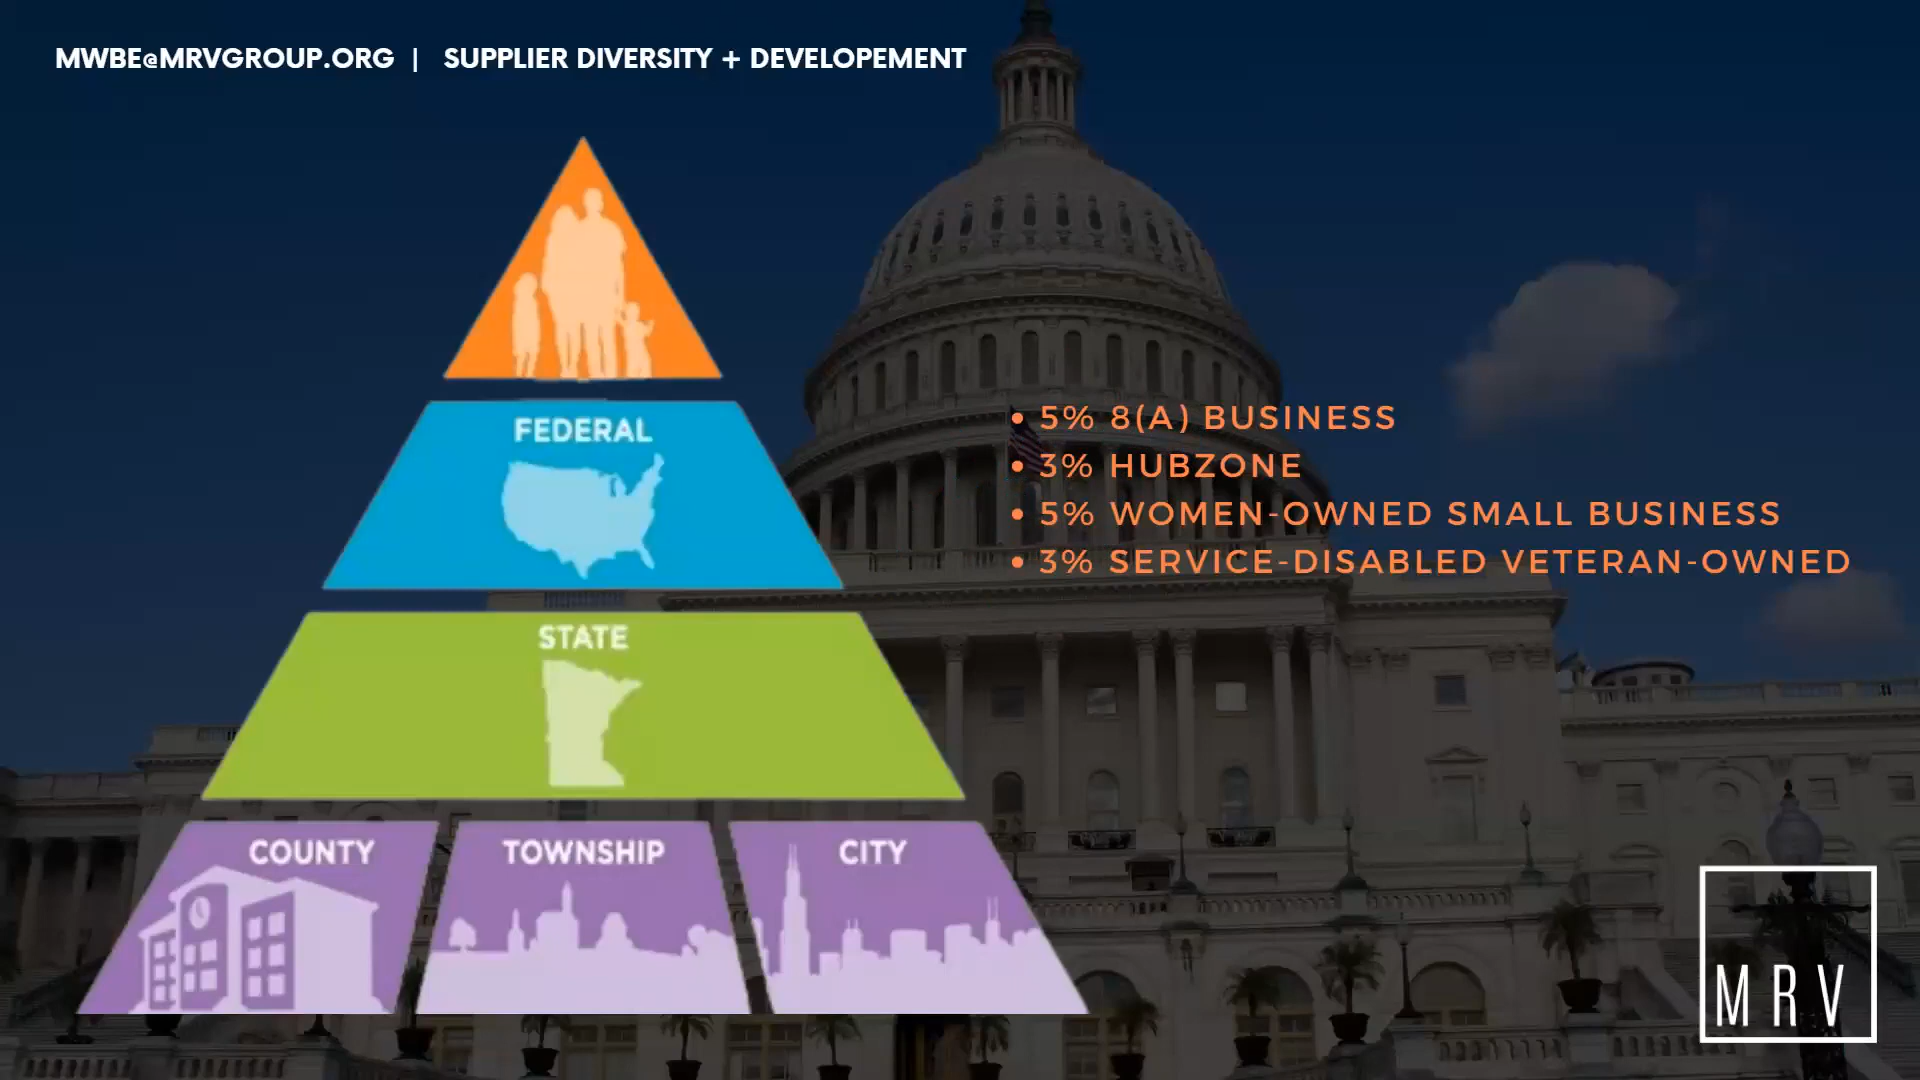 MWBE@MRVGROUP.ORG | SUPPLIER DIVERSITY + DEVELOPEMENT
FEDERAL
• 5% 8(A) BUSINESS
• 3% HUBZONE
• 5% WOMEN-OWNED SMALL BUSINESS
• 3% SERVICE-DISABLED VETERAN-OWNED
STATE
COUNTY
TOWNSHIP
CITY
MRV